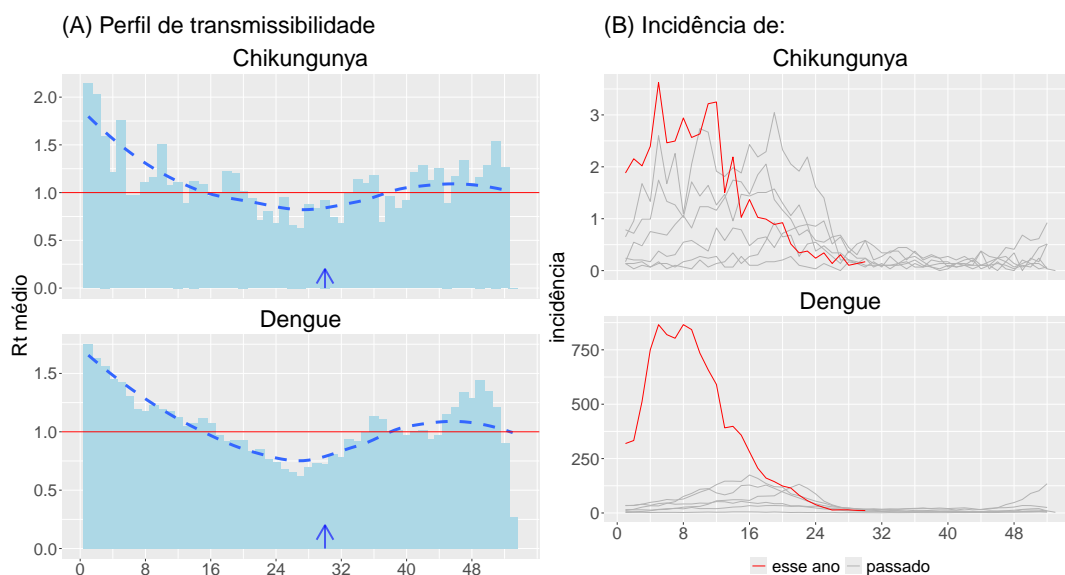 (A) Perfil de transmissibilidade
Chikungunya
2.0
1.5
1.0
0.5
0.0
Dengue
1.5
1.0
0.5
0.0
0 8 16 24 32 40 48
Rt médio
(B) Incidência de:
Chikungunya
3
2
1
0
Dengue
750
500
250
0
0 8 16 24 32 40 48
incidência
esse ano passado